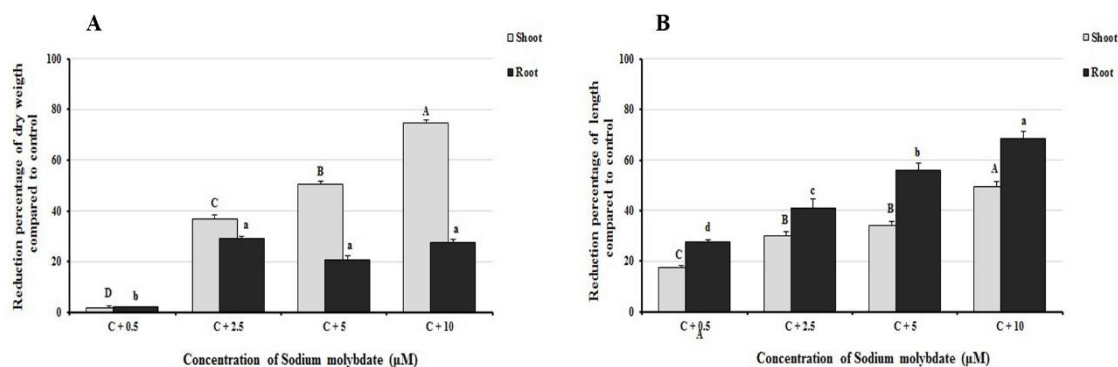 A
Shoot
Root
Reduction percentage of dry weigth
compared to control
100
80
60
40
20
0
D
b
C
a
B
a
A
a
C + 0.5
C + 2.5
C + 5
C + 10
Concentration of Sodium molybdate (µM)
B
Shoot
Root
Reduction percentage of length
compared to control
100
80
60
40
20
0
C
d
B
c
B
b
A
a
C + 0.5
C + 2.5
C + 5
C + 10
A
Concentration of Sodium molybdate (µM)